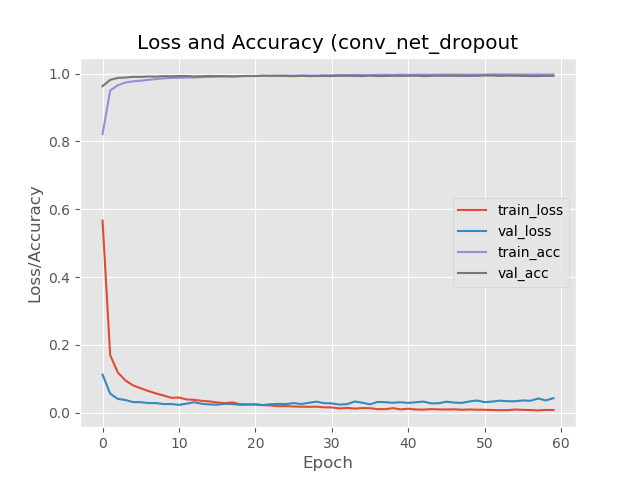 Loss and Accuracy (conv_net_dropout
1.0
0.8
0.6
0.4
0.2
0.0
Loss/Accuracy
train_loss
val_loss
train_acc
val_acc
0 10 20 30 40 50 60
Epoch